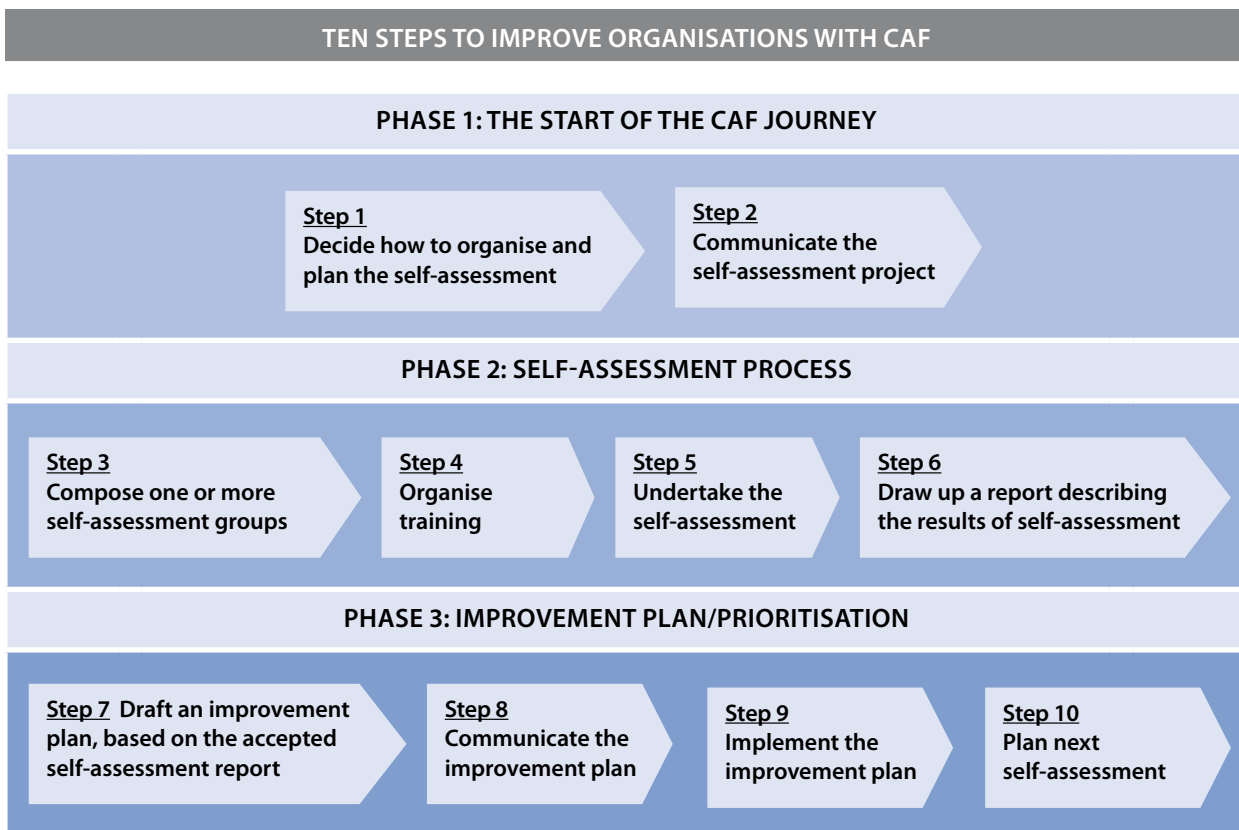 TEN STEPS TO IMPROVE ORGANISATIONS WITH CAF
PHASE 1: THE START OF THE CAF JOURNEY
Step 1
Decide how to organise and
plan the self-assessment
Step 2
Communicate the
self-assessment project
PHASE 2: SELF-ASSESSMENT PROCESS
Step 3
Compose one or more
self-assessment groups
Step 4
Organise
training
Step 5
Undertake the
self-assessment
Step 6
Draw up a report describing
the results of self-assessment
PHASE 3: IMPROVEMENT PLAN/PRIORITISATION
Step 7 Draft an improvement
plan, based on the accepted
self-assessment report
Step 8
Communicate the
improvement plan
Step 9
Implement the
improvement plan
Step 10
Plan next
self-assessment